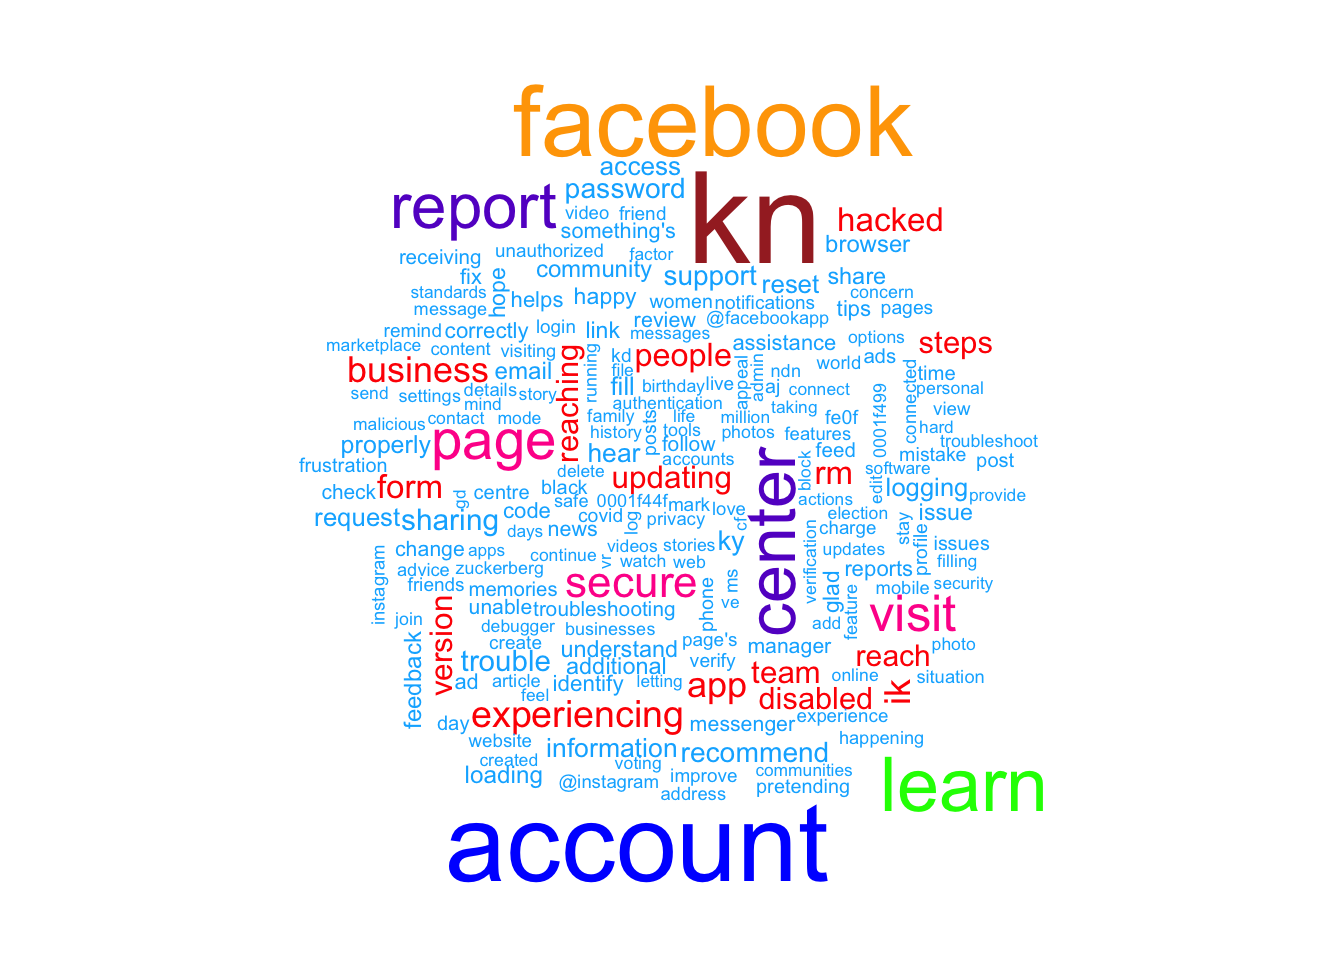 facebook
access
report
password
kn
hacked
video
friend
something's
browser
receiving
unauthorized
factor
fix
hope
community
support
reset
share
standards
helps
happy
women
notifications
concern
message
tips
pages
review
@facebookapp
remind
correctly
login
link
messages
marketplace
content
visiting
reaching
running
kd
people
assistance
options
steps
business
email
file
fill
birthday
live
appeal
admin
ndn
world
ads
time
send
settings
details
story
mind
authentication
aj
connect
personal
malicious
contact
mode
family
life
million
taking
fe0f
0001f499
connected
view
hard
properly
page
history
posts
tools
photos
features
troubleshoot
hear
follow
feed
frustration
accounts
center
block
software
mistake
post
delete
updating
rm
check
form
gd
centre
black
safe
0001f44f
mark
love
actions
edit
logging
provide
request
sharing
code
covid
log
privacy
cf
election
stay
issue
days
news
ky
charge
change
apps
continue
vr
videos
stories
verification
updates
profile
issues
instagram
advice
zuckerberg
watch
web
reports
filling
friends
memories
secure
phone
ms
glad
mobile
security
join
version
unable
troubleshooting
ve
add
feature
visit
debugger
businesses
feedback
create
understand
page's
manager
reach
photo
trouble
additional
verify
ad
article
identify
letting
app
team
online
situation
feel
disabled
ik
day
experiencing
messenger
experience
website
information
recommend
happening
created
voting
loading
@instagram
improve
communities
pretending
address
learn
account